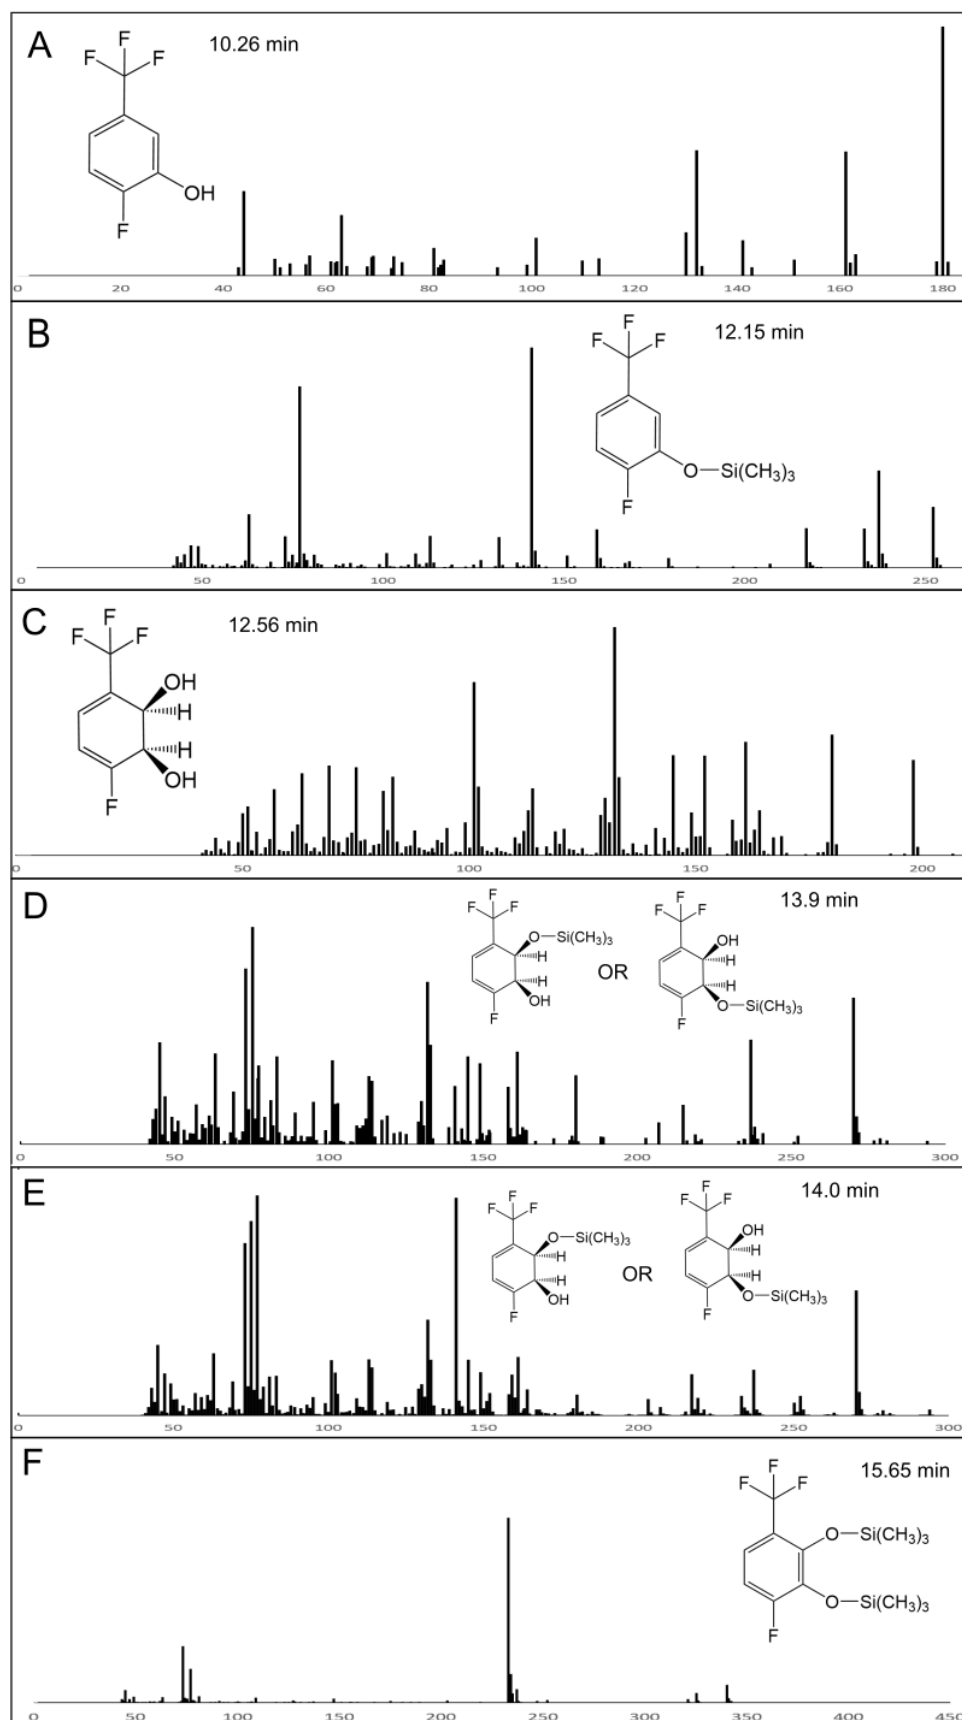 A
10.26 min
F
F
F
OH
F
0 20 40 60 80 100 120 140 160 180
B
12.15 min
F
F
F
O—Si(CH3)3
F
0 50 100 150 200 250
C
12.56 min
F
F
F
OH
H
H
OH
F
0 50 100 150 200
D
13.9 min
F
F
F
O—Si(CH3)3
H
H
OH
F
OR
F
F
F
OH
H
H
O—Si(CH3)3
F
0 50 100 150 200 250 300
E
14.0 min
F
F
F
O—Si(CH3)3
H
H
OH
F
OR
F
F
F
OH
H
H
O—Si(CH3)3
F
0 50 100 150 200 250 300
F
15.65 min
F
F
F
O—Si(CH3)3
O—Si(CH3)3
F
0 50 100 200 250 300 350 400 450